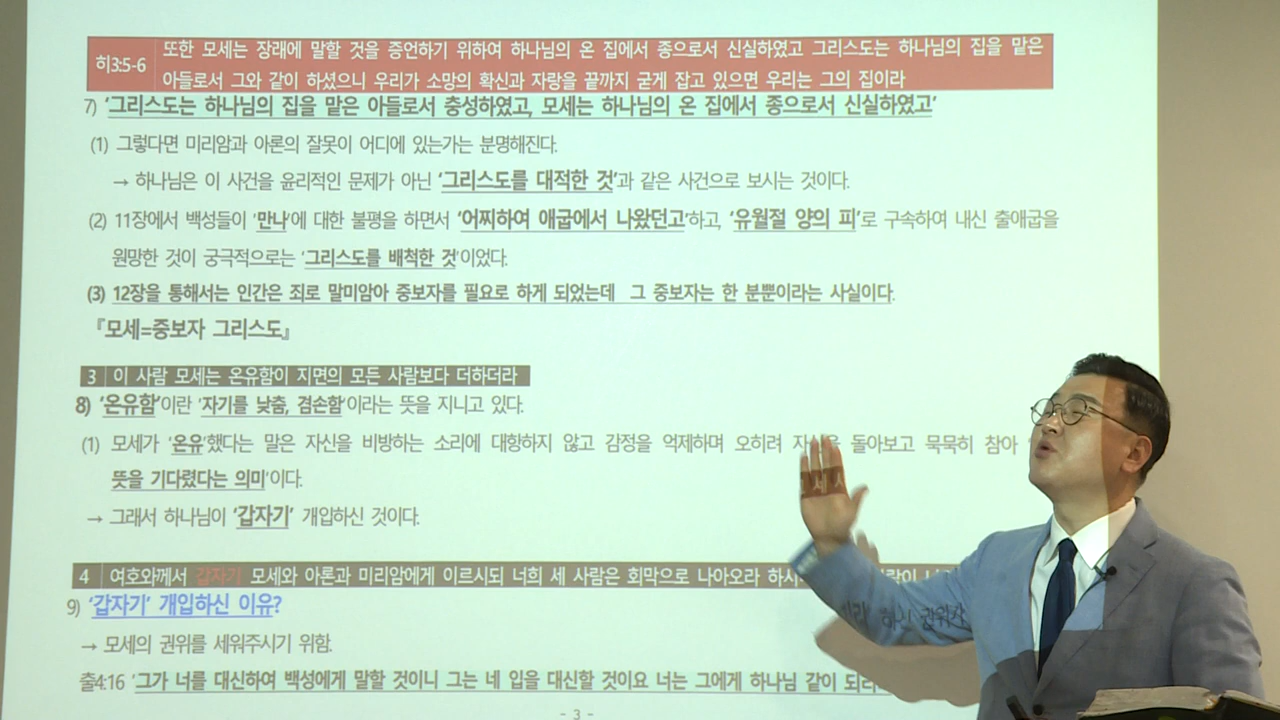 히3:5-6
또한 모세는 장래에 말할 것을 증언하기 위하여 하나님의 온 집에서 종으로서 신실하였고 그리스도는 하나님의 집을 맡은
아들로서 그와 같이 하셨으니 우리가 소망의 확신과 자랑을 끝까지 굳게 잡고 있으면 우리는 그의 집이라
7) ‘그리스도는 하나님의 집을 맡은 아들로서 충성하였고, 모세는 하나님의 온 집에서 종으로서 신실하였고’
(1) 그렇다면 미리암과 아론의 잘못이 어디에 있는가는 분명해진다.
→ 하나님은 이 사건을 윤리적인 문제가 아닌 ‘그리스도를 대적한 것’과 같은 사건으로 보시는 것이다.
(2) 11장에서 백성들이 ‘만나’에 대한 불평을 하면서 ‘어찌하여 애굽에서 나왔던고’하고, ‘유월절 양의 피’로 구속하여 내신 출애굽을
원망한 것이 궁극적으로는 ‘그리스도를 배척한 것’이었다.
(3) 12장을 통해서는 인간은 죄로 말미암아 중보자를 필요로 하게 되었는데 그 중보자는 한 분뿐이라는 사실이다.
『모세=중보자 그리스도』
3 이 사람 모세는 온유함이 지면의 모든 사람보다 더하더라
8) ‘온유함’이란 ‘자기를 낮춤, 겸손함’이라는 뜻을 지니고 있다.
(1) 모세가 ‘온유’했다는 말은 자신을 비방하는 소리에 대항하지 않고 감정을 억제하며 오히려 자신을 돌아보고 묵묵히 참아
뜻을 기다렸다는 의미’이다.
→ 그래서 하나님이 ‘갑자기’ 개입하신 것이다.
4 여호와께서 갑자기 모세와 아론과 미리암에게 이르시되 너희 세 사람은 회막으로 나아오라 하시
9) ‘갑자기’ 개입하신 이유?
→ 모세의 권위를 세워주시기 위함.
출4:16 ‘그가 너를 대신하여 백성에게 말할 것이니 그는 네 입을 대신할 것이요 너는 그에게 하나님 같이 되리
- 3 -